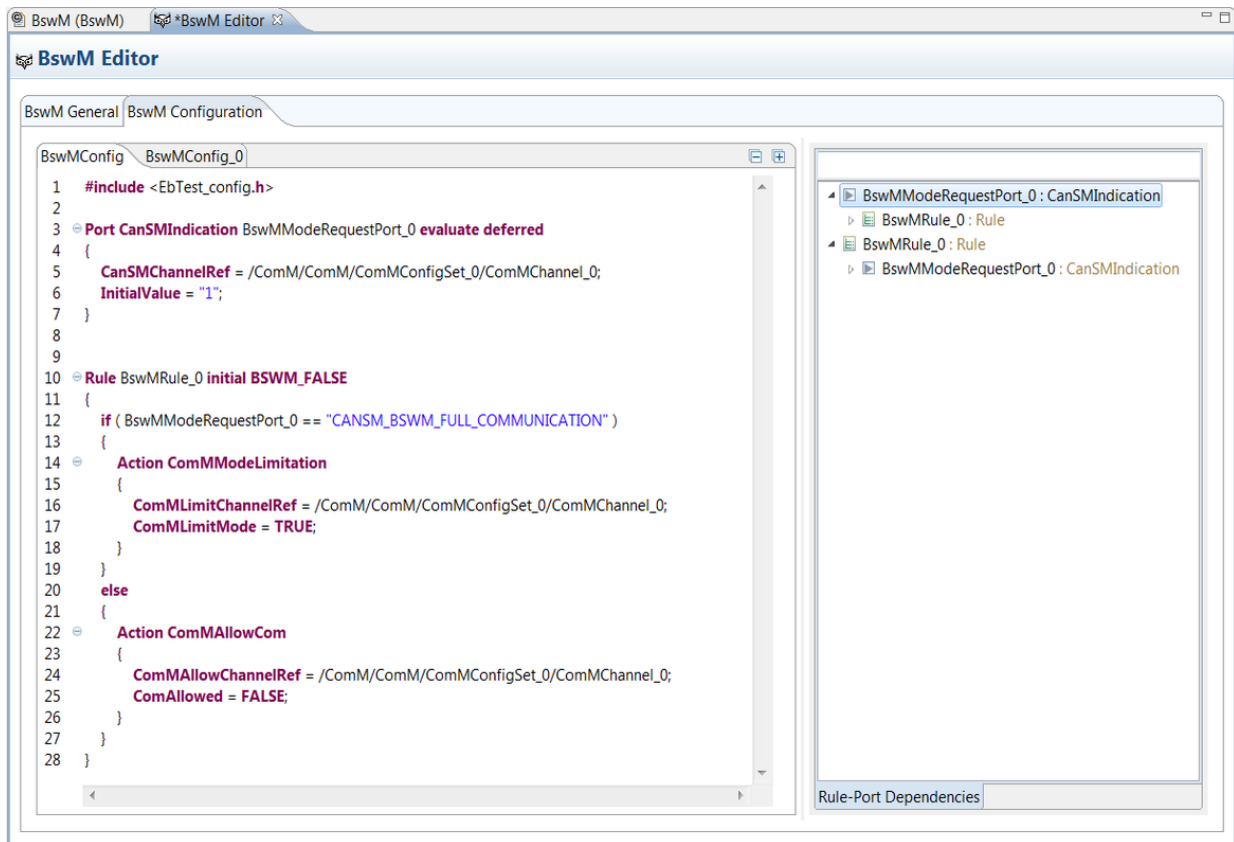 BswM (BswM) *BswM Editor
BswM Editor
BswM General BswM Configuration
BswMConfig BswMConfig_0
1 #include <EbTest_config.h>
2
3 Port CanSMIndication BswMModeRequestPort_0 evaluate deferred
4 {
5 CanSMChannelRef = /ComM/ComM/ComMConfigSet_0/ComMChannel_0;
6 InitialValue = "1";
7 }
8
9
10 Rule BswMRule_0 initial BSWM_FALSE
11 {
12 if ( BswMModeRequestPort_0 == "CANSM_BSWM_FULL_COMMUNICATION" )
13 {
14 Action ComMModeLimitation
15 {
16 ComMLimitChannelRef = /ComM/ComM/ComMConfigSet_0/ComMChannel_0;
17 ComMLimitMode = TRUE;
18 }
19 }
20 else
21 {
22 Action ComMAllowCom
23 {
24 ComMAllowChannelRef = /ComM/ComM/ComMConfigSet_0/ComMChannel_0;
25 ComAllowed = FALSE;
26 }
27 }
28 }
BswMModeRequestPort_0 : CanSMIndication
BswMRule_0 : Rule
BswMRule_0 : Rule
BswMModeRequestPort_0 : CanSMIndication
Rule-Port Dependencies